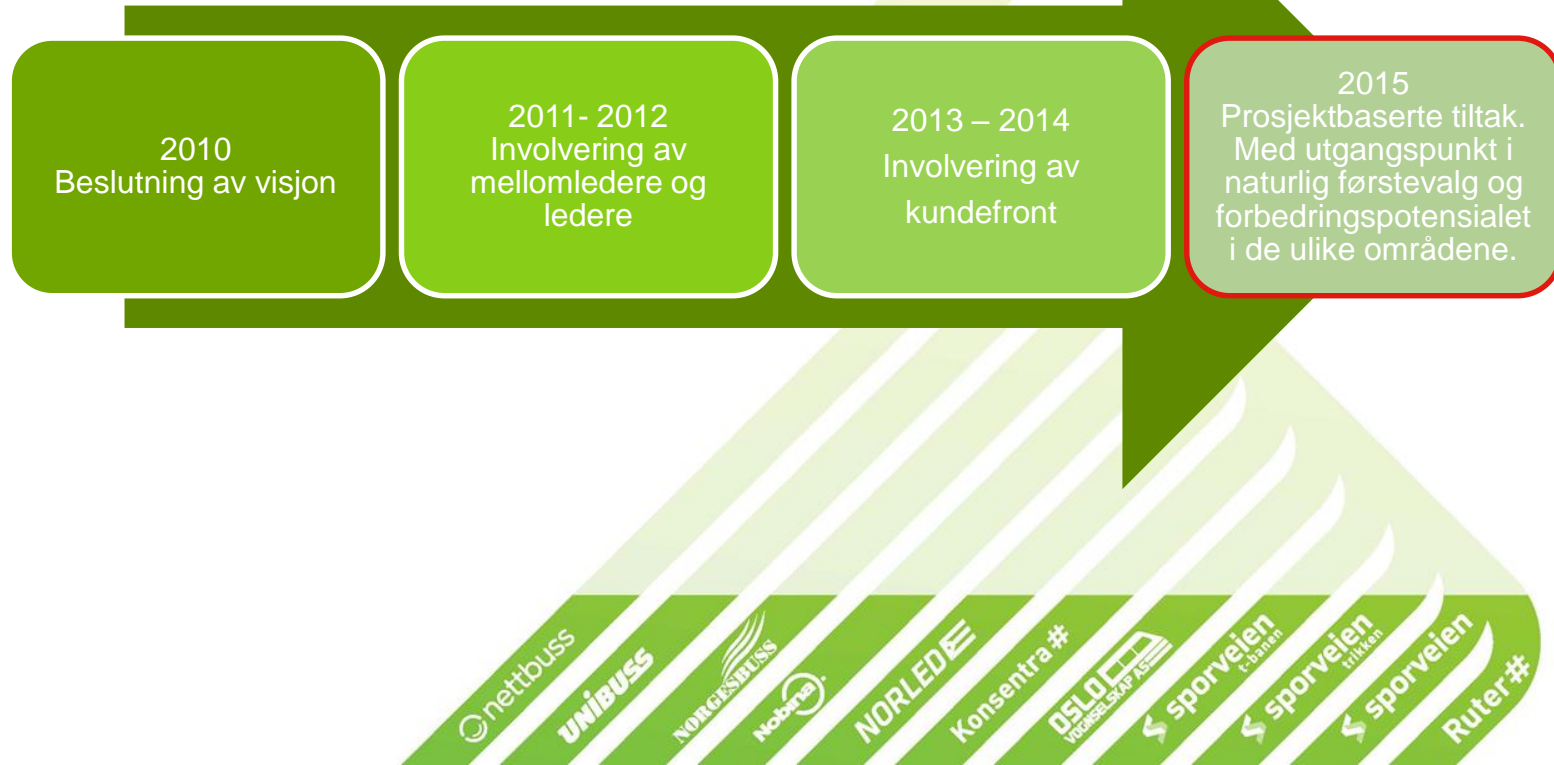 2010
Beslutning av visjon
2011- 2012
Involvering av
mellomledere og
ledere
2013 – 2014
Involvering av
kundefront
2015
Prosjektbaserte tiltak.
Med utgangspunkt i
naturlig førstevalg og
forbedringspotensialet
i de ulike områdene.
nettbuss
UNIBUSS
NORGESBUSS
Nobina
NORLED
Konsentra#
OSLO
VOGNSELSKAP AS
sporveien
t-banen
sporveien
trikken
sporveien
Ruter#